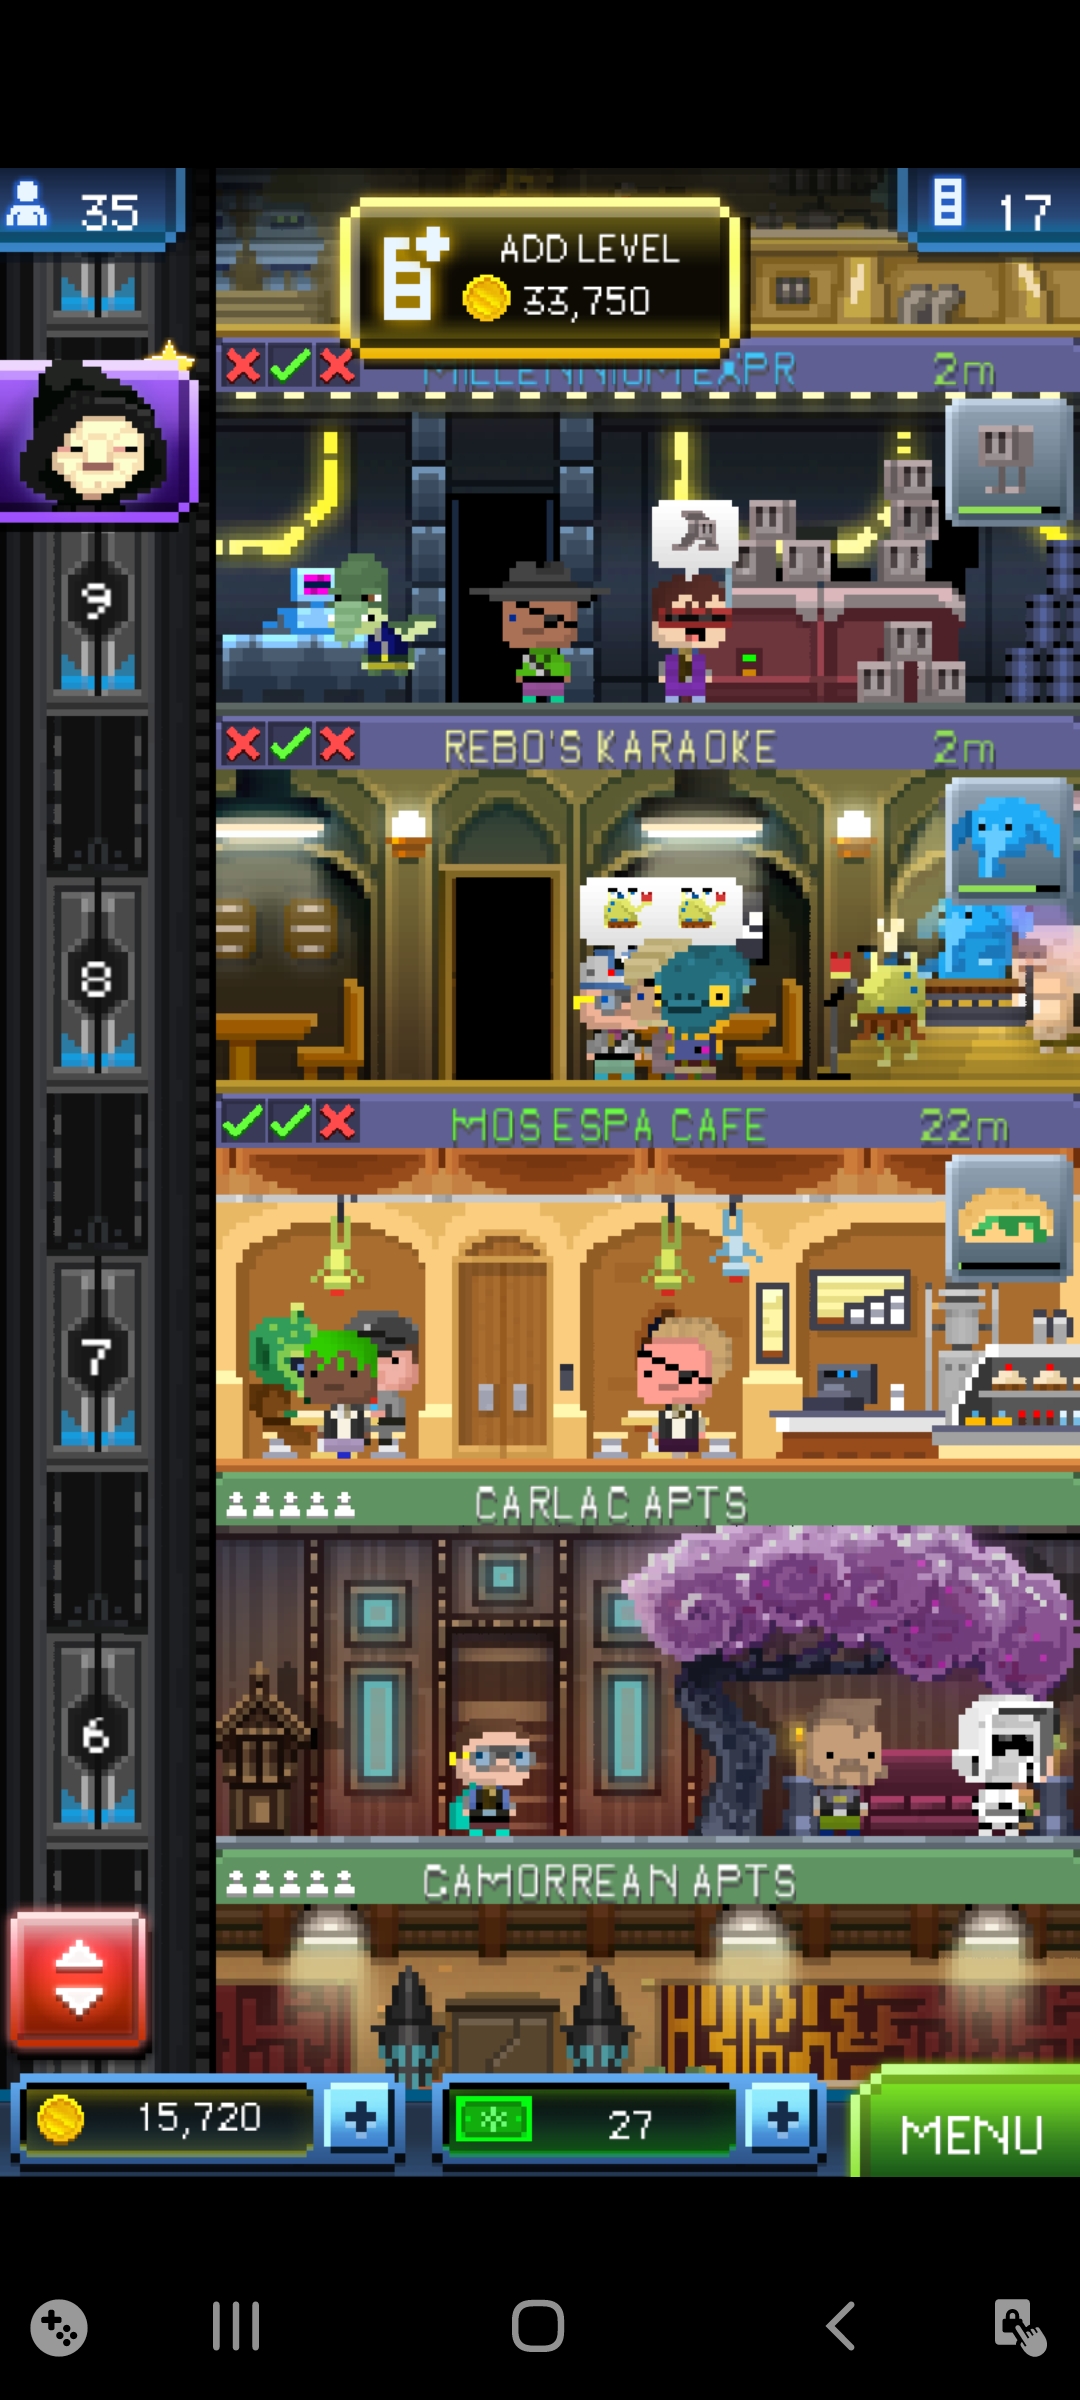 35
17
ADD LEVEL
33,750
MILLENNIUM EXPR 2m
9
REBO'S KARAOKE 2m
8
MOS ESPA CAFE 22m
7
CARLAC APTS
6
CAMORREAN APTS
15,720
27
MENU